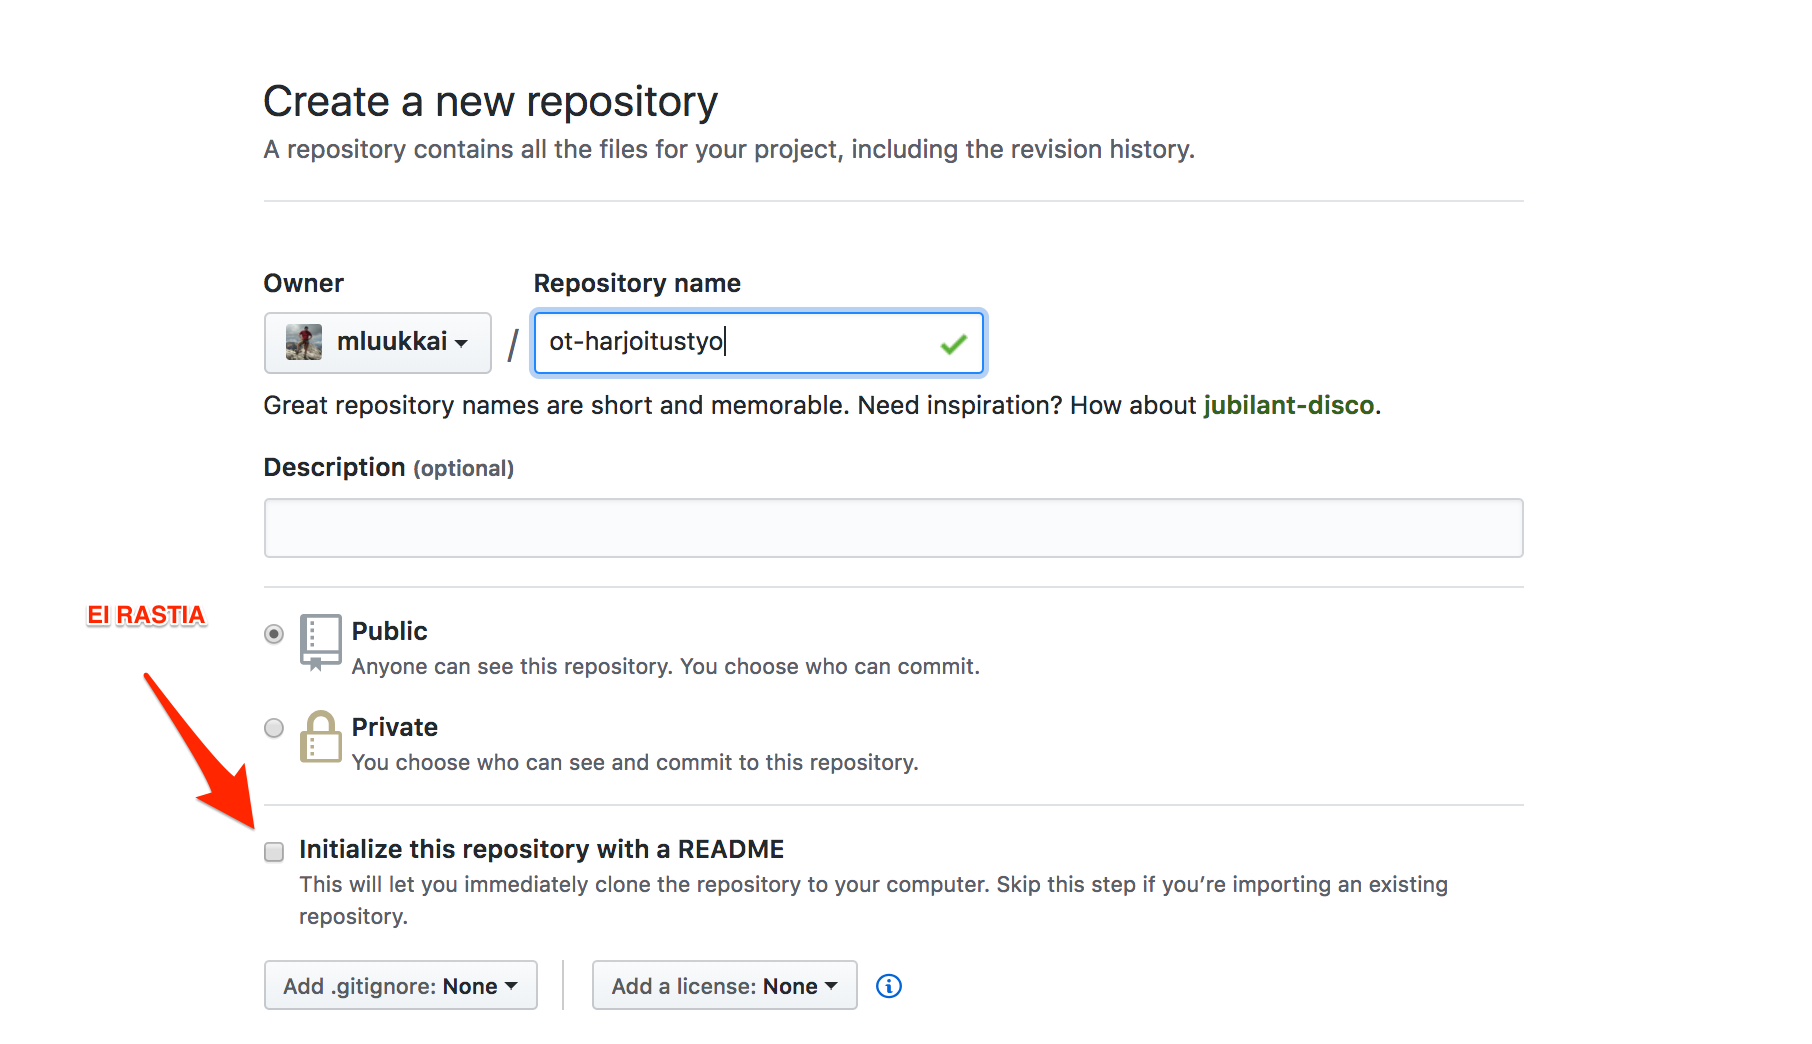 Create a new repository
A repository contains all the files for your project, including the revision history.
Owner
Repository name
mluukkai
/
ot-harjoitustyo
Great repository names are short and memorable. Need inspiration? How about jubilant-disco.
Description (optional)
EI RASTIA
Public
Anyone can see this repository. You choose who can commit.
Private
You choose who can see and commit to this repository.
Initialize this repository with a README
This will let you immediately clone the repository to your computer. Skip this step if you’re importing an existing
repository.
Add .gitignore: None
Add a license: None